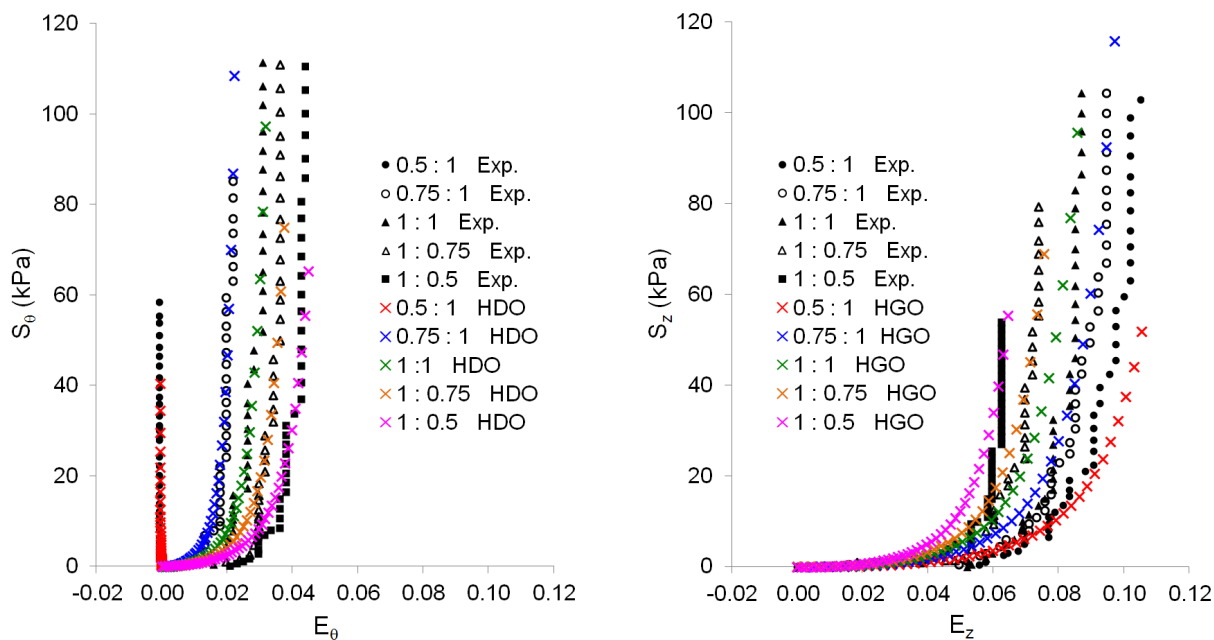 120
100
80
60
40
20
0
-0.02
0.00
0.02
0.04
0.06
0.08
0.10
0.12
Sθ (kPa)
Eθ
0.5 : 1 Exp.
0.75 : 1 Exp.
1 : 1 Exp.
1 : 0.75 Exp.
1 : 0.5 Exp.
0.5 : 1 HDO
0.75 : 1 HDO
1 :1 HDO
1 : 0.75 HDO
1 : 0.5 HDO
120
100
80
60
40
20
0
-0.02
0.00
0.02
0.04
0.06
0.08
0.10
0.12
Sz (kPa)
Ez
0.5 : 1 Exp.
0.75 : 1 Exp.
1 : 1 Exp.
1 : 0.75 Exp.
1 : 0.5 Exp.
0.5 : 1 HGO
0.75 : 1 HGO
1 : 1 HGO
1 : 0.75 HGO
1 : 0.5 HGO